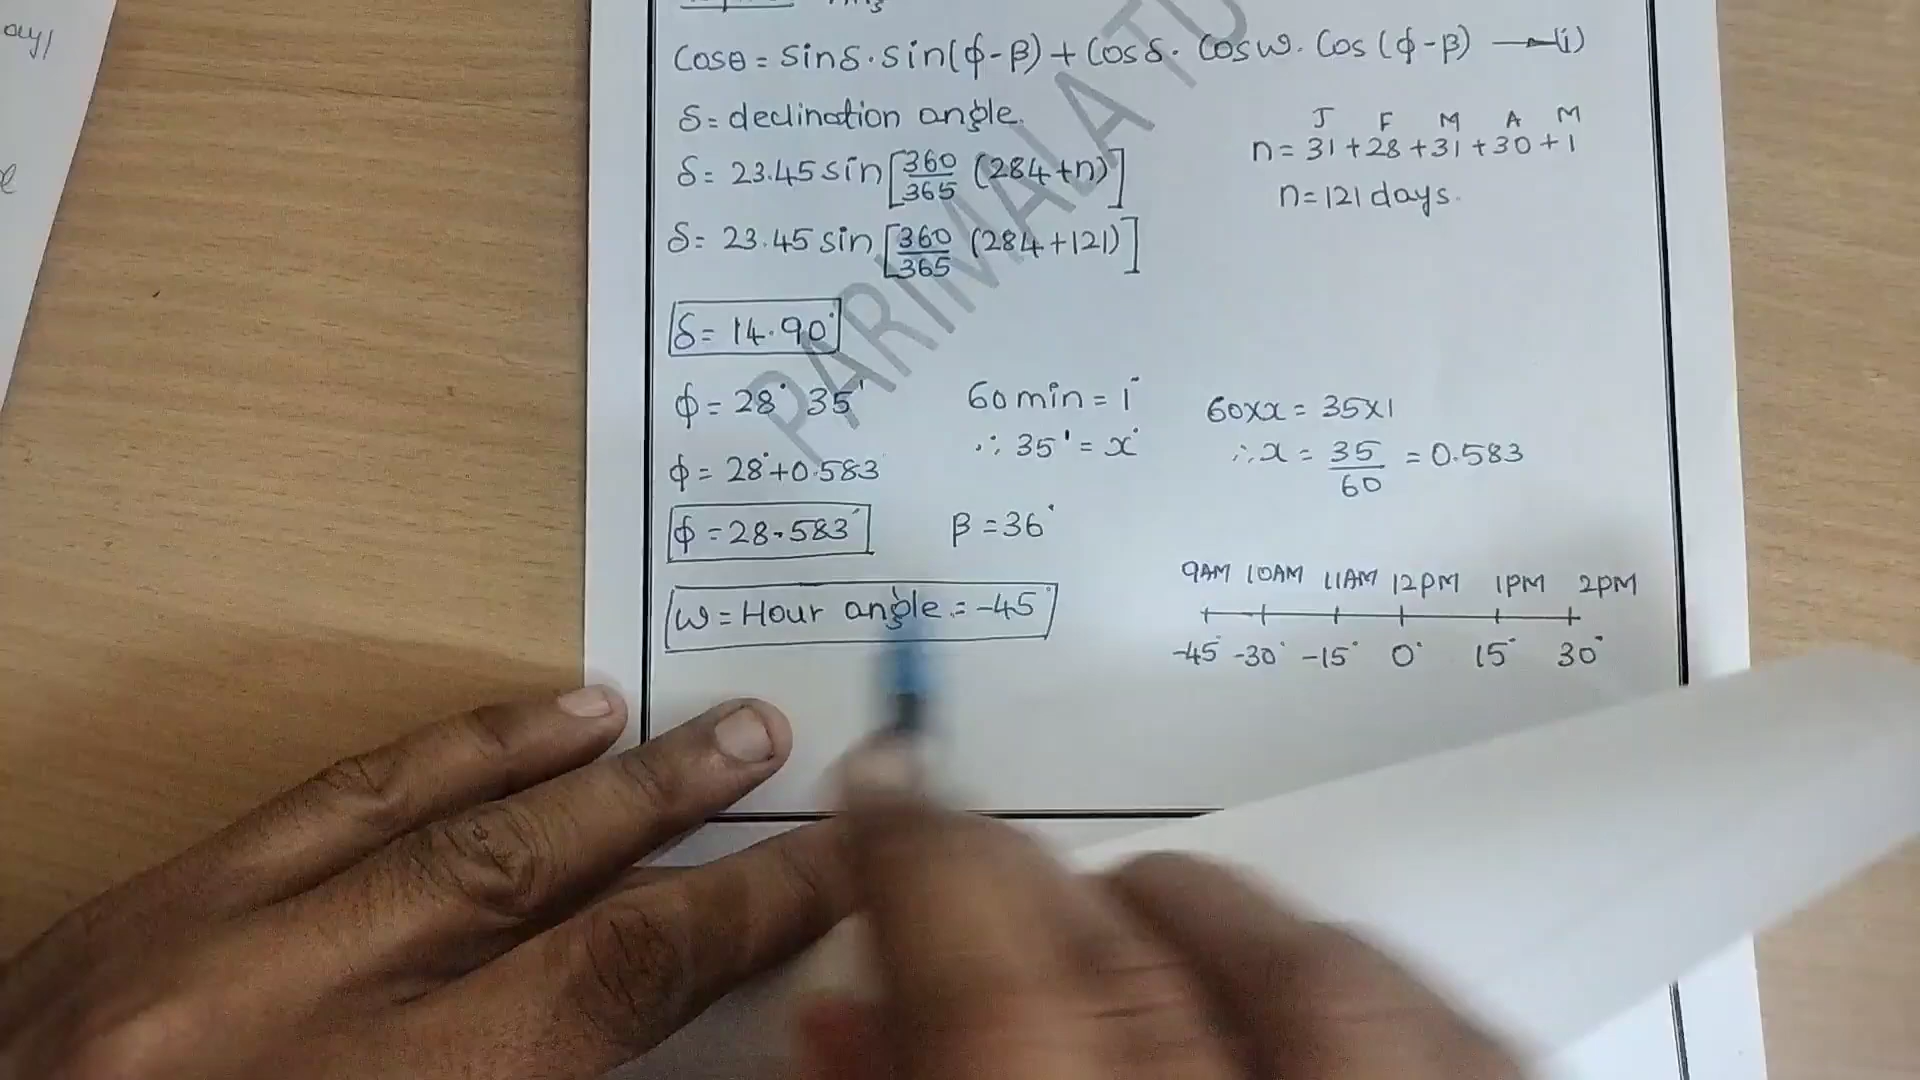 Cosθ = sinδ·sin(ϕ-β) + Cosδ· Cosω· Cos(ϕ-β) → (i)
δ= declination angle.
δ= 23.45 sin[360/365 (284+n)]
J F M A M
n= 31+28+31+30+1
n=121 days.
δ= 23.45 sin[360/365 (284+121)]
δ= 14.90°
ϕ= 28° 35'
60 min = 1°
∴ 35' = x°
60×x = 35×1
∴x = 35/60 = 0.583
ϕ= 28°+0.583
ϕ=28.583°
β=36°
ω= Hour angle = -45°
9AM 10AM 11AM 12PM 1PM 2PM
-45° -30° -15° 0° 15° 30°
PARIMALA TU